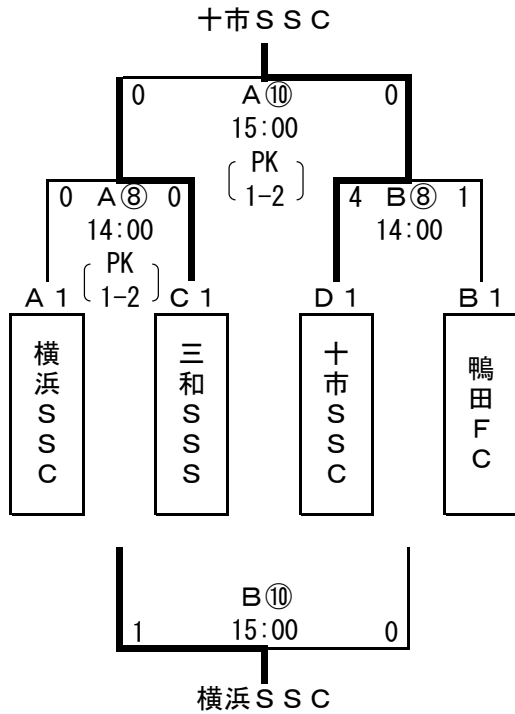 十市ＳＳＣ
0 Ａ⑩ 0
15:00
PK
1-2
0 Ａ⑧ 0
14:00
PK
1-2
4 Ｂ⑧ 1
14:00
Ａ１ Ｃ１ Ｄ１ Ｂ１
横浜ＳＳＣ
三和ＳＳＳ
十市ＳＳＣ
鴨田ＦＣ
Ｂ⑩
1 15:00 0
横浜ＳＳＣ